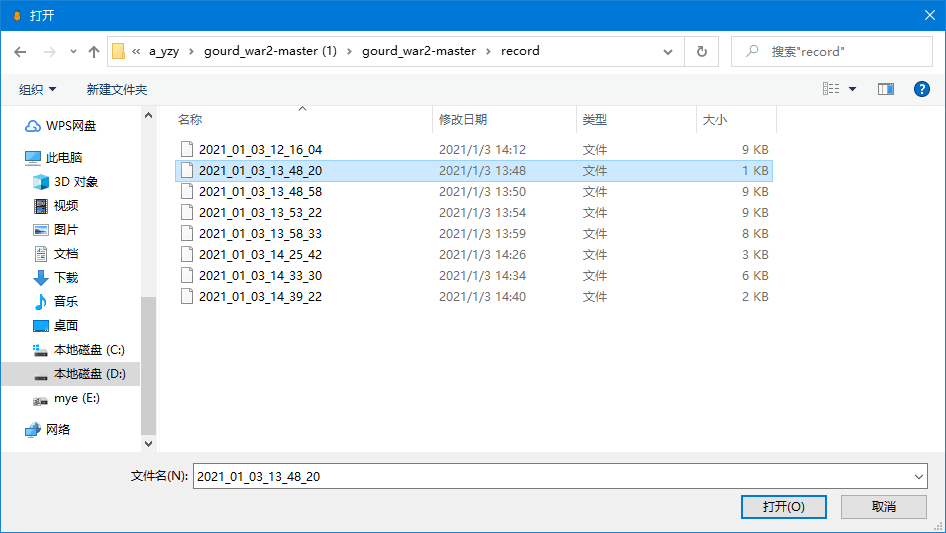 打开
« a_yzy › gourd_war2-master (1) › gourd_war2-master › record
搜索"record"
组织 新建文件夹
名称 修改日期 类型 大小
WPS网盘
此电脑
3D 对象
视频
图片
文档
下载
音乐
桌面
本地磁盘 (C:)
本地磁盘 (D:)
mye (E:)
网络
2021_01_03_12_16_04 2021/1/3 14:12 文件 9 KB
2021_01_03_13_48_20 2021/1/3 13:48 文件 1 KB
2021_01_03_13_48_58 2021/1/3 13:50 文件 9 KB
2021_01_03_13_53_22 2021/1/3 13:54 文件 9 KB
2021_01_03_13_58_33 2021/1/3 13:59 文件 8 KB
2021_01_03_14_25_42 2021/1/3 14:26 文件 3 KB
2021_01_03_14_33_30 2021/1/3 14:34 文件 6 KB
2021_01_03_14_39_22 2021/1/3 14:40 文件 2 KB
文件名(N): 2021_01_03_13_48_20
打开(O) 取消